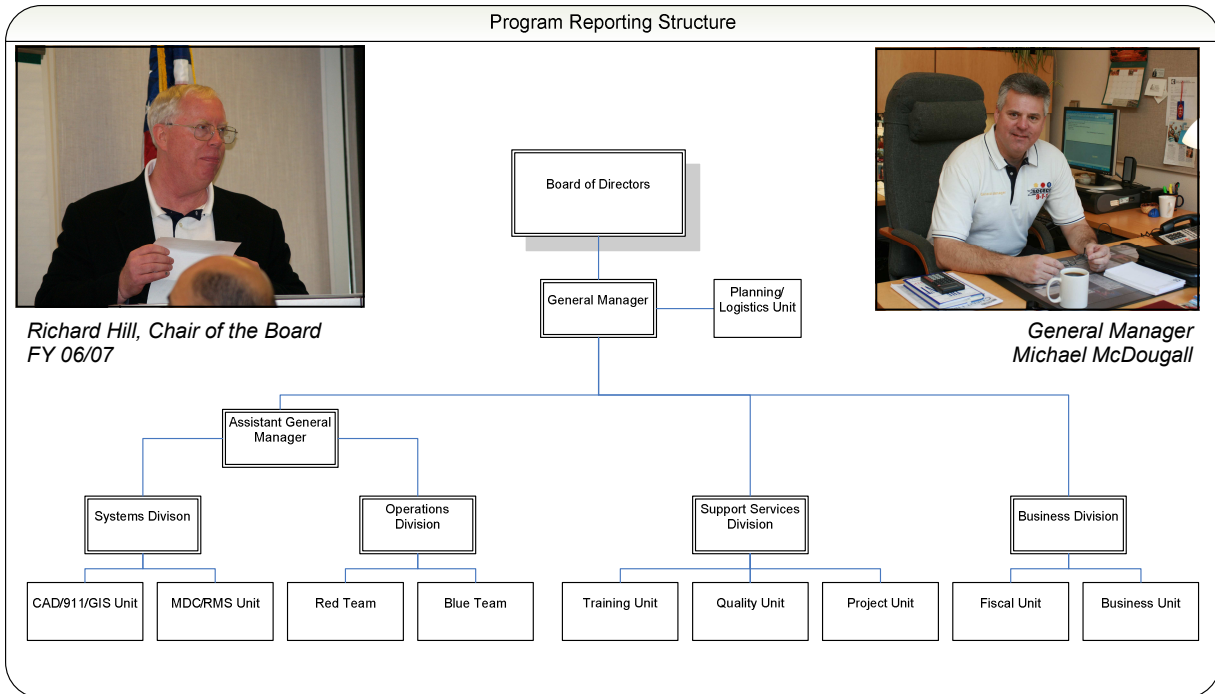 Program Reporting Structure
Board of Directors
General Manager
Planning/
Logistics Unit
Richard Hill, Chair of the Board
FY 06/07
General Manager
Michael McDougall
Assistant General
Manager
Systems Divison
Operations
Division
Support Services
Division
Business Division
CAD/911/GIS Unit
MDC/RMS Unit
Red Team
Blue Team
Training Unit
Quality Unit
Project Unit
Fiscal Unit
Business Unit